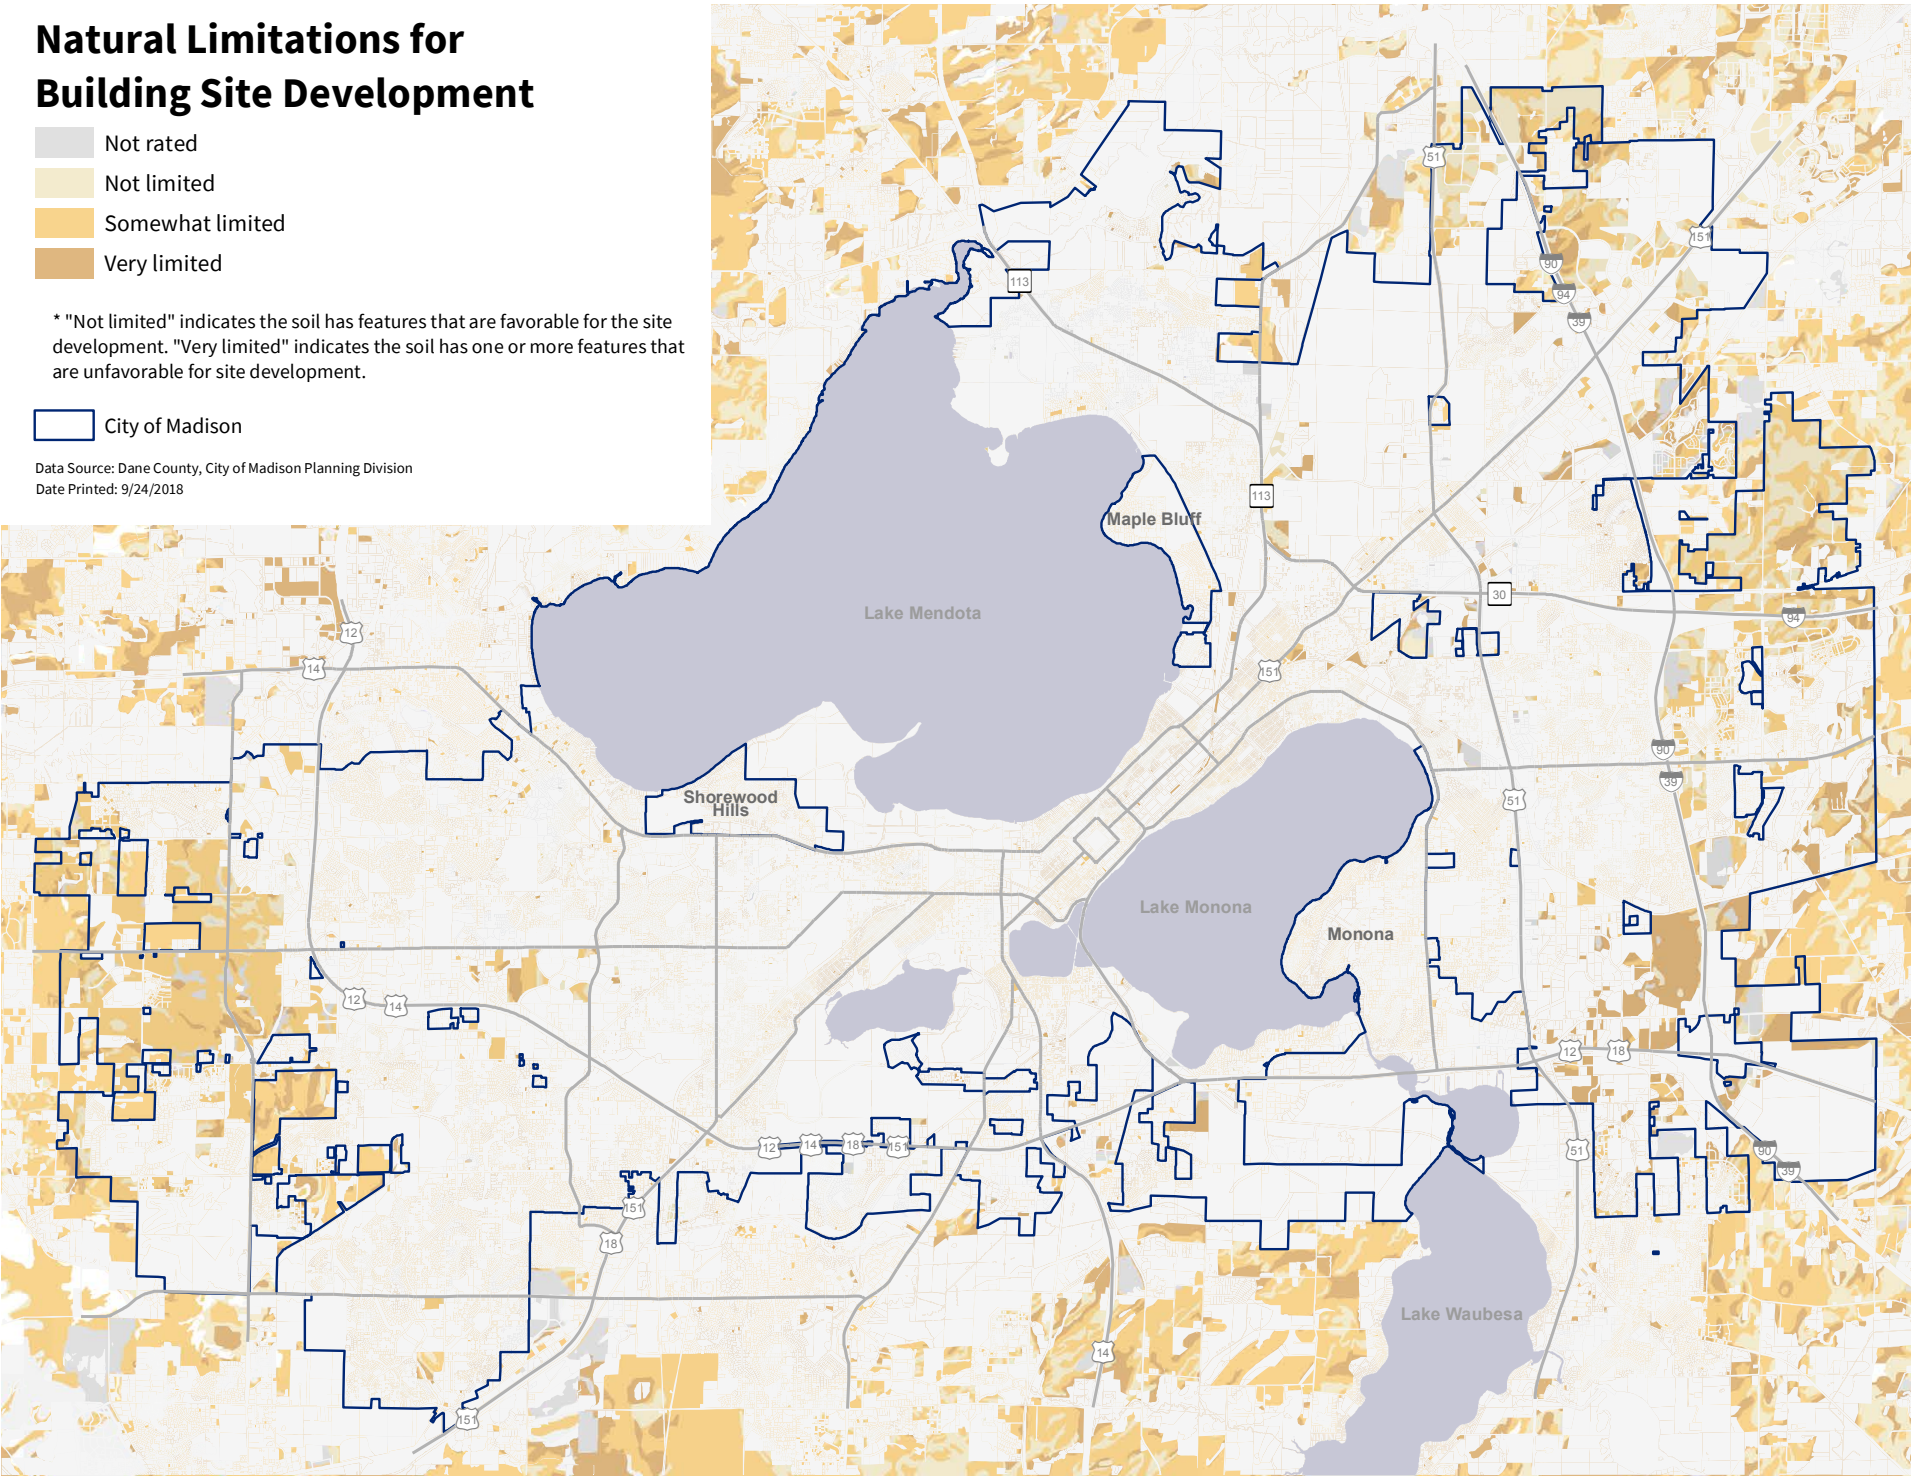 Natural Limitations for
Building Site Development
Not rated
Not limited
Somewhat limited
Very limited
* "Not limited" indicates the soil has features that are favorable for the site
development. "Very limited" indicates the soil has one or more features that
are unfavorable for site development.
City of Madison
Data Source: Dane County, City of Madison Planning Division
Date Printed: 9/24/2018
51
151
90
94
39
113
113
Maple Bluff
30
Lake Mendota
94
12
14
151
90
39
51
Shorewood
Hills
Lake Monona
Monona
12
14
12
18
12
14
18
151
51
90
39
151
18
Lake Waubesa
14
151